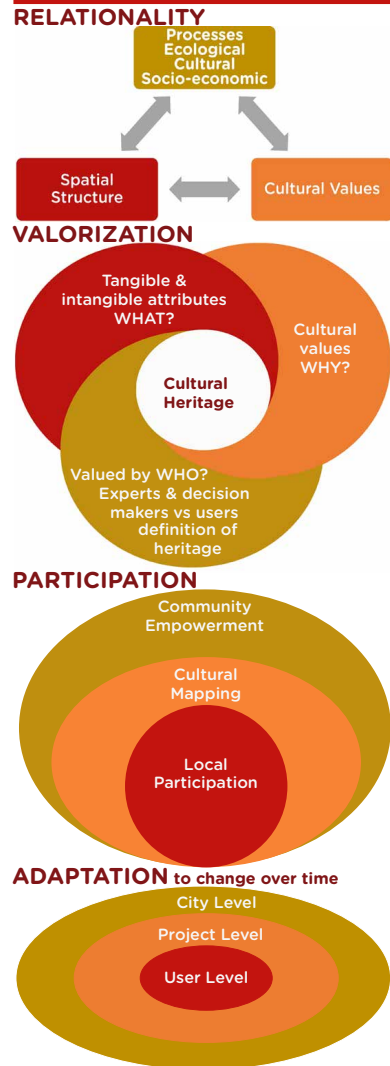 RELATIONALITY
Processes
Ecological
Cultural
Socio-economic
Spatial
Structure
Cultural Values
VALORIZATION
Tangible &
intangible attributes
WHAT?
Cultural
values
WHY?
Cultural
Heritage
Valued by WHO?
Experts & decision
makers vs users
definition of
heritage
PARTICIPATION
Community
Empowerment
Cultural
Mapping
Local
Participation
ADAPTATION to change over time
City Level
Project Level
User Level